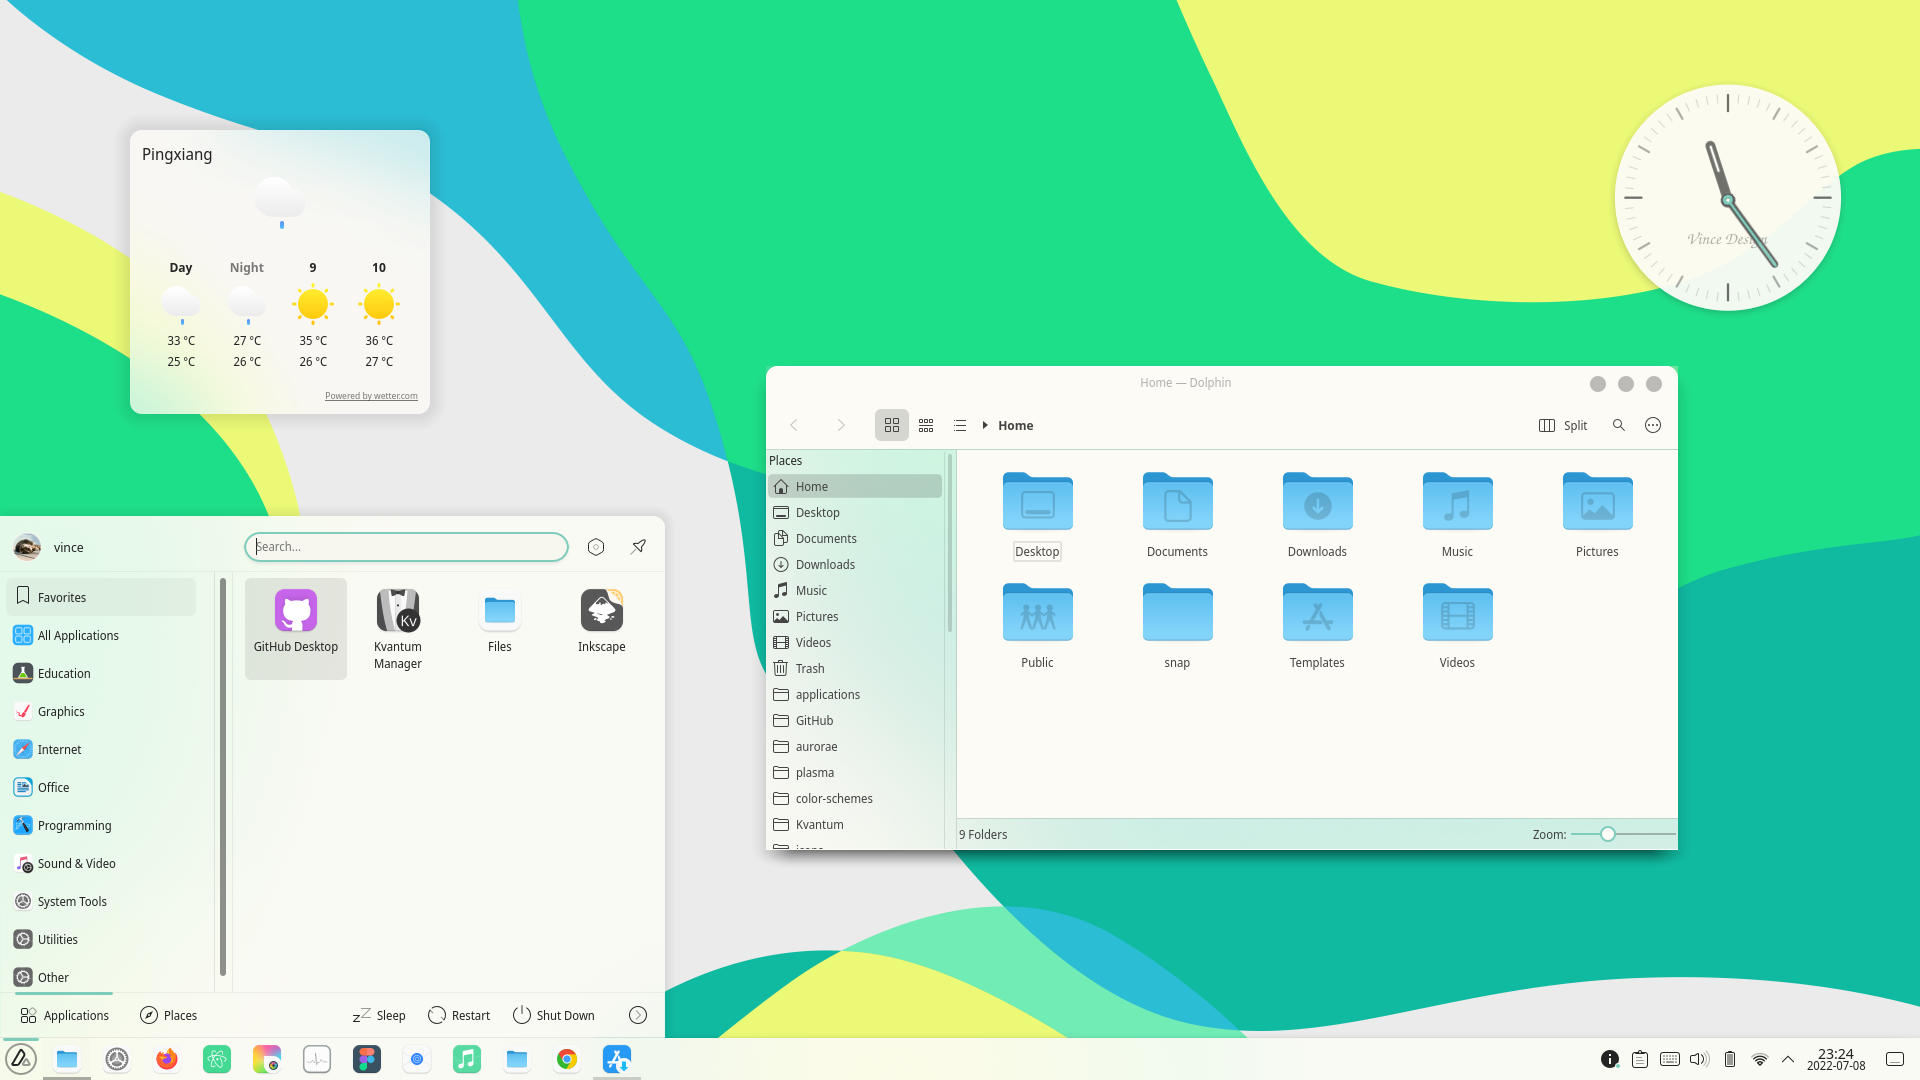 Pingxiang
Day Night 9 10
33 °C 27 °C 35 °C 36 °C
25 °C 26 °C 26 °C 27 °C
Powered by wetter.com
Vince Design
Home — Dolphin
Home
Split
Places
Home
Desktop
Documents
Downloads
Music
Pictures
Videos
Trash
applications
GitHub
aurorae
plasma
color-schemes
Kvantum
Desktop Documents Downloads Music Pictures
Public snap Templates Videos
9 Folders
Zoom:
vince
Search...
Favorites
All Applications
Education
Graphics
Internet
Office
Programming
Sound & Video
System Tools
Utilities
Other
GitHub Desktop
Kv
Kvantum
Manager
Files
Inkscape
Applications
Places
Sleep
Restart
Shut Down
23:24
2022-07-08